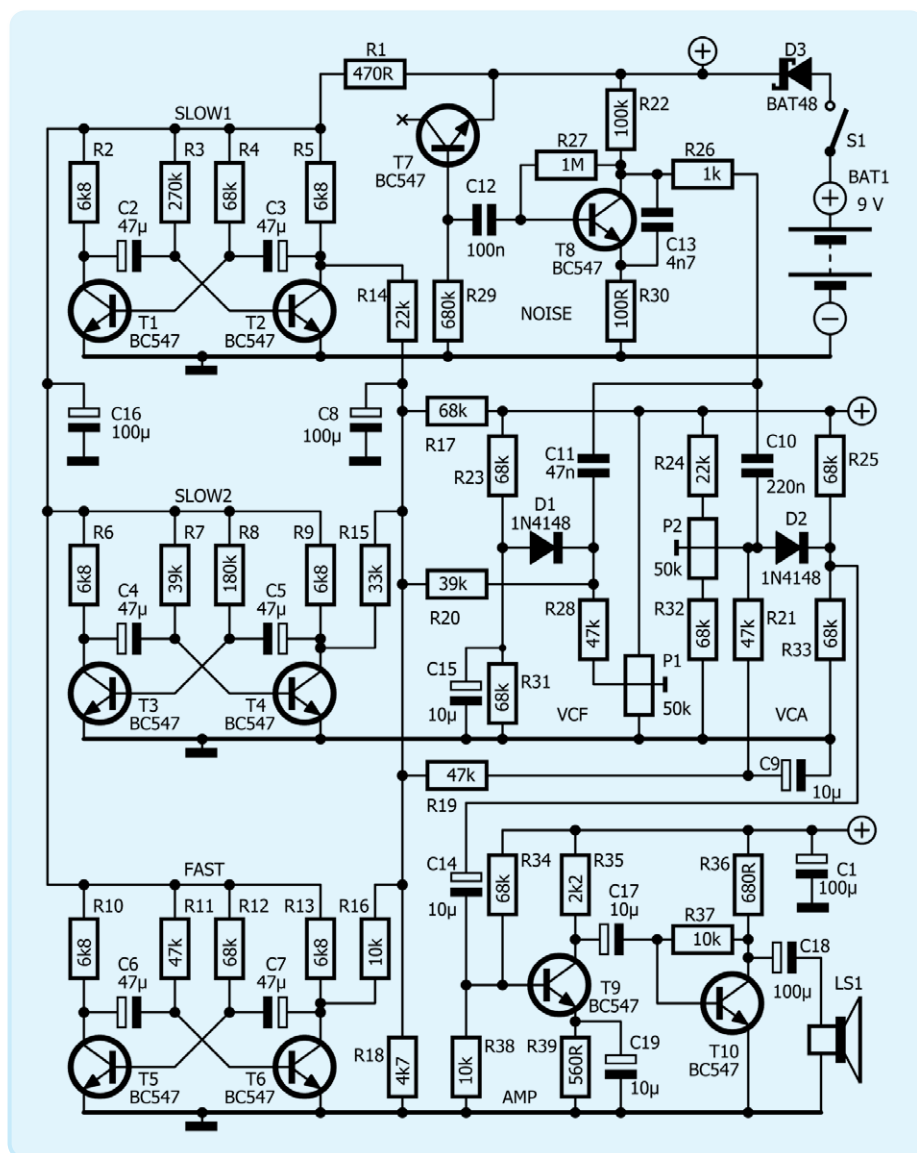 R1
470R
D3
BAT48
S1
BAT1
9 V
SLOW1
R2
6k8
R3
270k
R4
68k
R5
6k8
C2
47µ
C3
47µ
T1
BC547
T2
BC547
R14
22k
T7
BC547
C12
100n
R29
680k
R27
1M
R22
100k
R26
1k
T8
BC547
C13
4n7
R30
100R
NOISE
+
+
−
C16
100µ
C8
100µ
68k
R17
R23
68k
C11
47n
R24
22k
C10
220n
68k
R25
+
SLOW2
R6
6k8
R7
39k
R8
180k
R9
6k8
R15
33k
C4
47µ
C5
47µ
T3
BC547
T4
BC547
D1
1N4148
39k
R20
R28
47k
P2
50k
D2
1N4148
R32
68k
R21
47k
R33
68k
C15
10µ
R31
68k
VCF
P1
50k
VCA
47k
R19
C9
10µ
FAST
R10
6k8
R11
47k
R12
68k
R13
6k8
R16
10k
C6
47µ
C7
47µ
T5
BC547
T6
BC547
R18
4k7
C14
10µ
R34
68k
R35
2k2
C17
10µ
R36
680R
+
C1
100µ
R37
10k
C18
100µ
LS1
T9
BC547
R38
10k
R39
560R
C19
10µ
T10
BC547
AMP